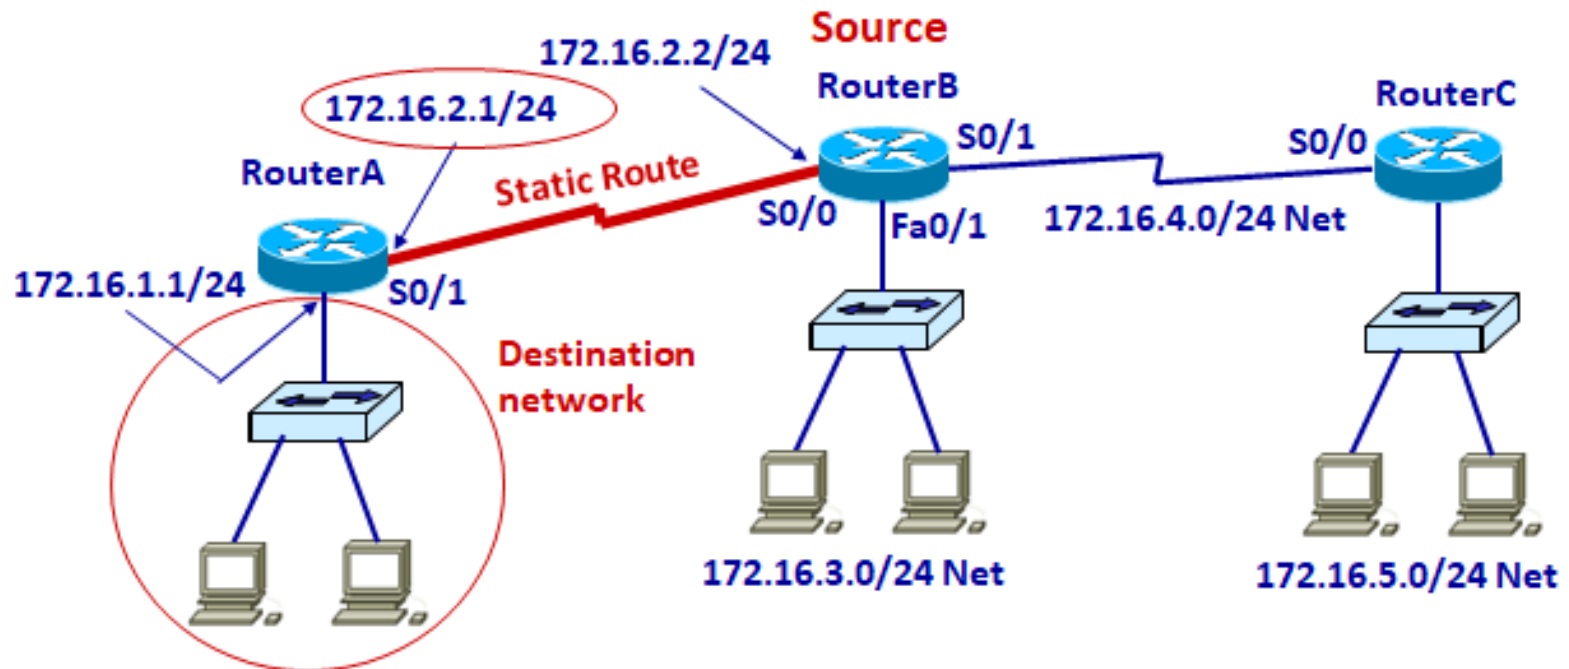 Source
172.16.2.2/24
RouterB
172.16.2.1/24
RouterC
RouterA
Static Route
S0/1
S0/0
S0/0
Fa0/1
172.16.4.0/24 Net
172.16.1.1/24
S0/1
Destination
network
172.16.3.0/24 Net
172.16.5.0/24 Net